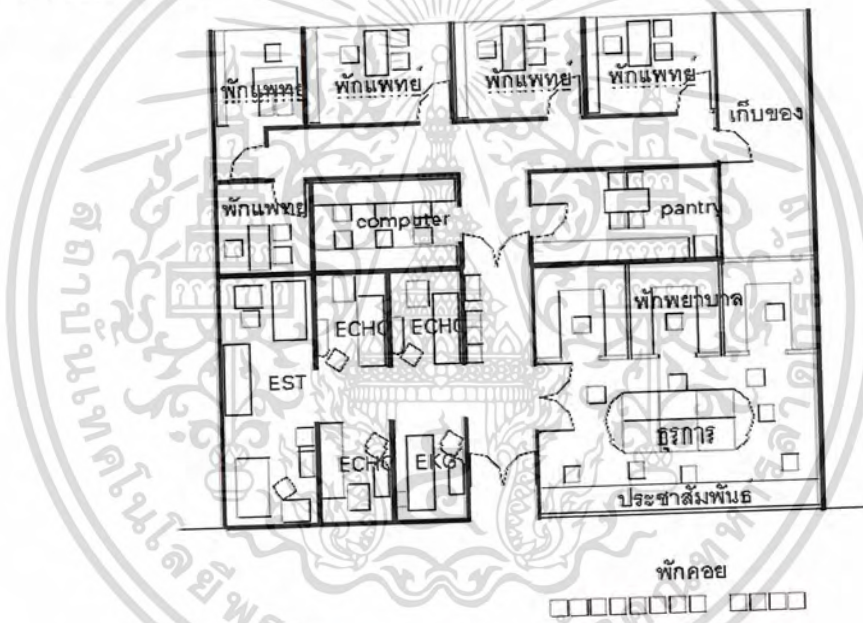 พักแพทย์
พักแพทย์
พักแพทย์
พักแพทย์
เก็บของ
พักแพทย์
computer
pantry
พักพยาบาล
ECHO
ECHO
EST
ธุรการ
ECHO
EKG
ประชาสัมพันธ์
พักคอย